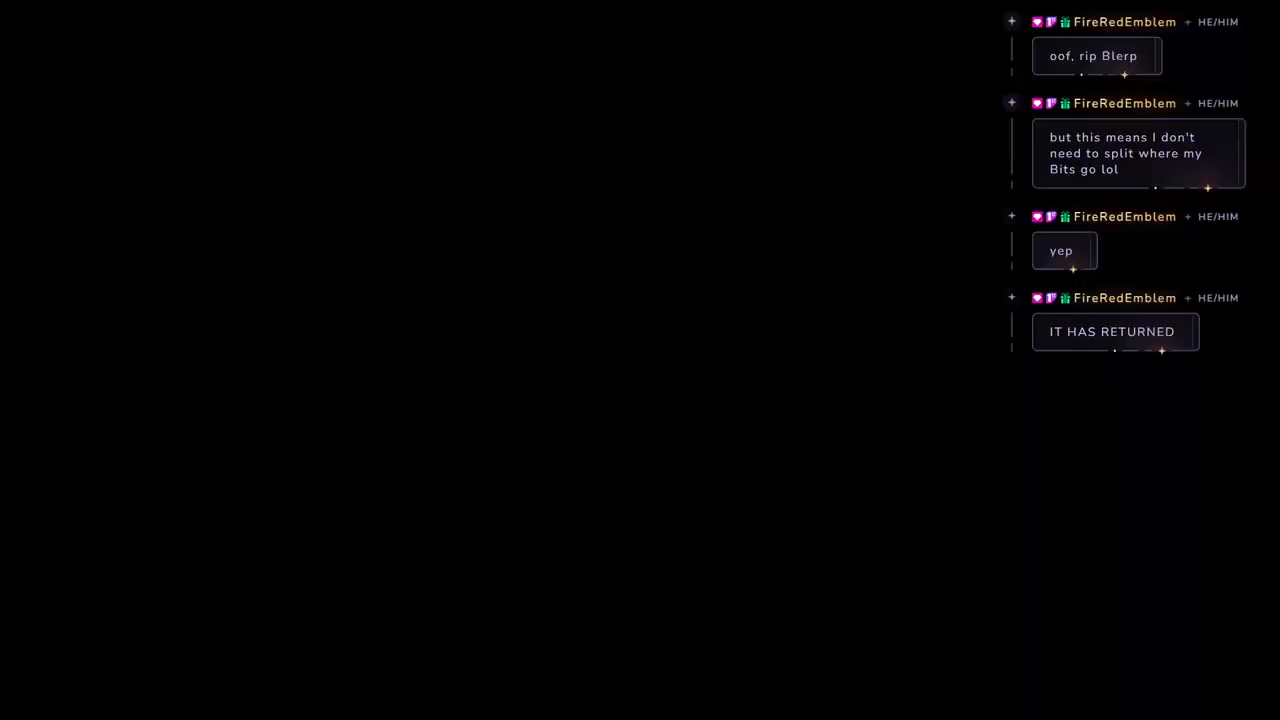 FireRedEmblem HE/HIM
oof, rip Blerp
FireRedEmblem HE/HIM
but this means I don't
need to split where my
Bits go lol
FireRedEmblem HE/HIM
yep
FireRedEmblem HE/HIM
IT HAS RETURNED